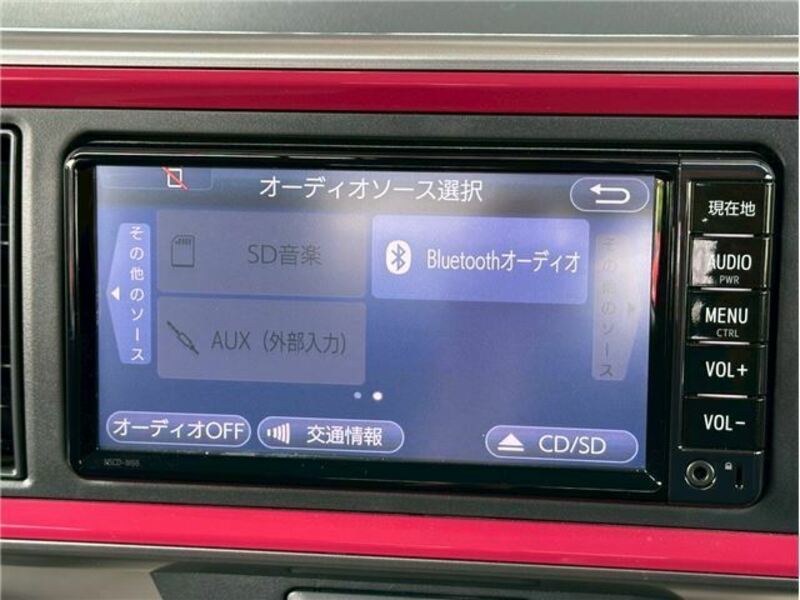 オーディオソース選択
その他のソース
SD音楽
Bluetoothオーディオ
その他のソース
AUX（外部入力）
オーディオOFF
交通情報
CD/SD
現在地
AUDIO
PWR
MENU
CTRL
VOL+
VOL-